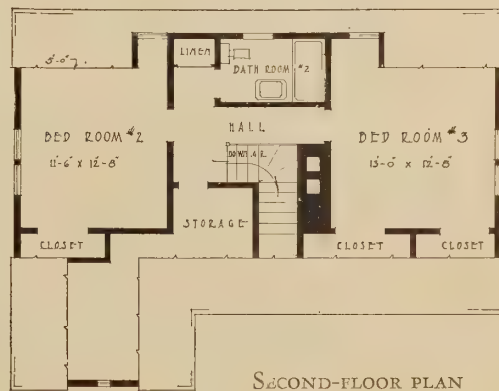 LINEN
5'-0"
BATH ROOM #2
HALL
BED ROOM #2
11'-6" x 12'-8"
BED ROOM #3
13'-0" x 12'-8"
DOWN
STORAGE
CLOSET
CLOSET
CLOSET
SECOND-FLOOR PLAN